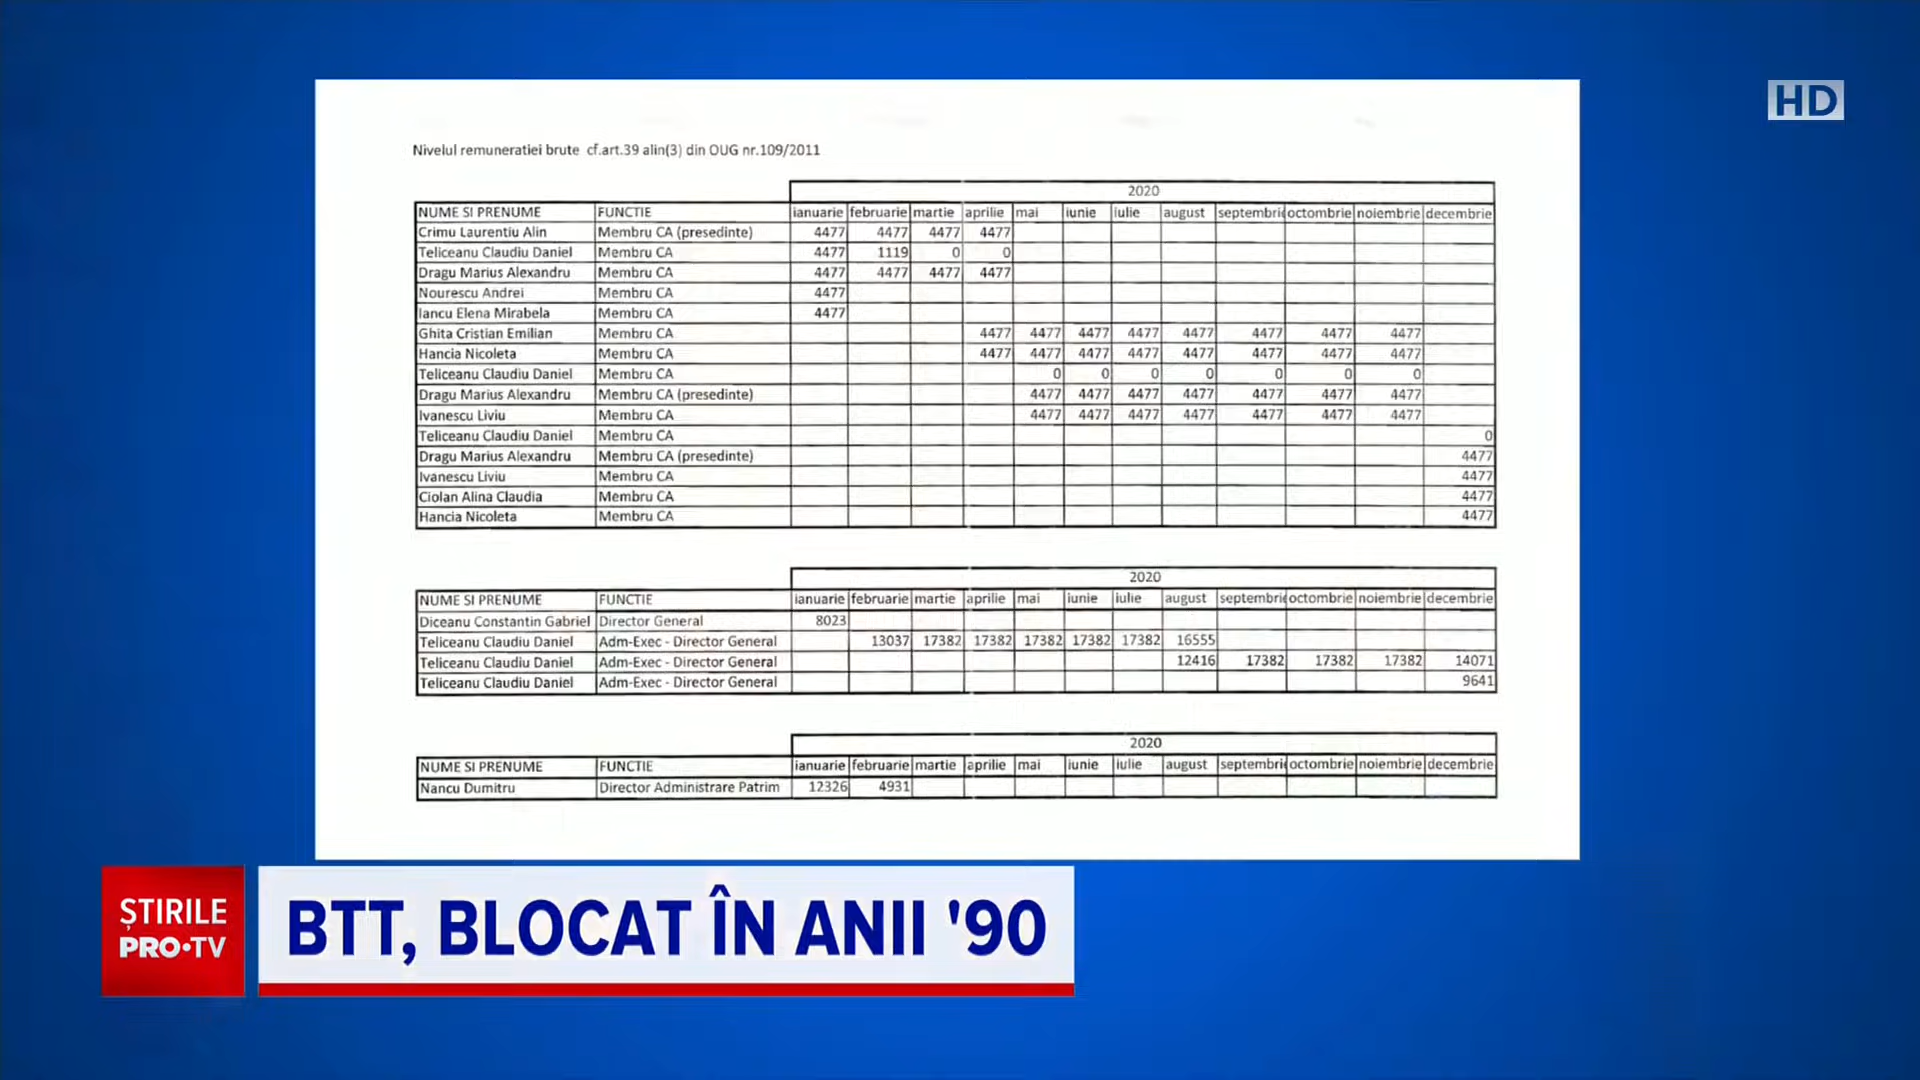 HD
Nivelul remuneratiei brute cf.art.39 alin(3) din OUG nr.109/2011
2020
NUME SI PRENUME FUNCTIE ianuarie februarie martie aprilie mai iunie iulie august septembri octombrie noiembrie decembrie
Crimu Laurentiu Alin Membru CA (presedinte) 4477 4477 4477 4477
Teliceanu Claudiu Daniel Membru CA 4477 1119 0 0
Dragu Marius Alexandru Membru CA 4477 4477 4477 4477
Nourescu Andrei Membru CA 4477
Iancu Elena Mirabela Membru CA 4477
Ghita Cristian Emilian Membru CA 4477 4477 4477 4477 4477 4477 4477 4477
Hancia Nicoleta Membru CA 4477 4477 4477 4477 4477 4477 4477 4477
Teliceanu Claudiu Daniel Membru CA 0 0 0 0 0 0 0
Dragu Marius Alexandru Membru CA (presedinte) 4477 4477 4477 4477 4477 4477 4477
Ivanescu Liviu Membru CA 4477 4477 4477 4477 4477 4477 4477
Teliceanu Claudiu Daniel Membru CA 0
Dragu Marius Alexandru Membru CA (presedinte) 4477
Ivanescu Liviu Membru CA 4477
Ciolan Alina Claudia Membru CA 4477
Hancia Nicoleta Membru CA 4477
2020
NUME SI PRENUME FUNCTIE ianuarie februarie martie aprilie mai iunie iulie august septembri octombrie noiembrie decembrie
Diceanu Constantin Gabriel Director General 8023
Teliceanu Claudiu Daniel Adm-Exec - Director General 13037 17382 17382 17382 17382 17382 16555
Teliceanu Claudiu Daniel Adm-Exec - Director General 12416 17382 17382 17382 14071
Teliceanu Claudiu Daniel Adm-Exec - Director General 9641
2020
NUME SI PRENUME FUNCTIE ianuarie februarie martie aprilie mai iunie iulie august septembri octombrie noiembrie decembrie
Nancu Dumitru Director Administrare Patrim 12326 4931
ȘTIRILE
PRO•TV
BTT, BLOCAT ÎN ANII '90